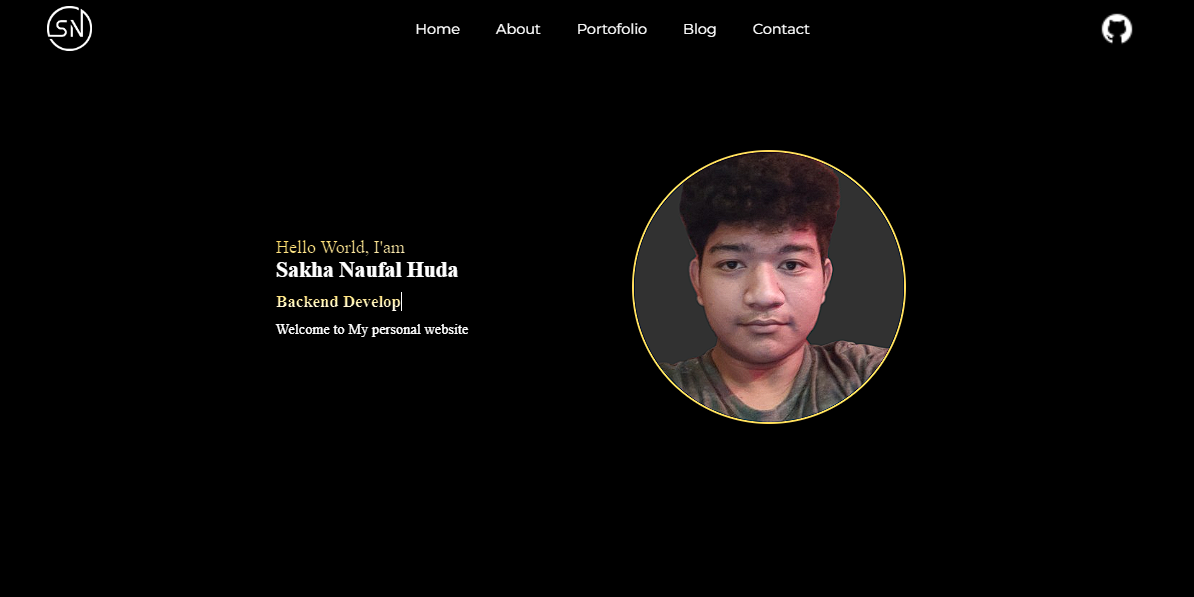 SN Home About Portofolio Blog Contact
Hello World, I'am
Sakha Naufal Huda
Backend Develop
Welcome to My personal website